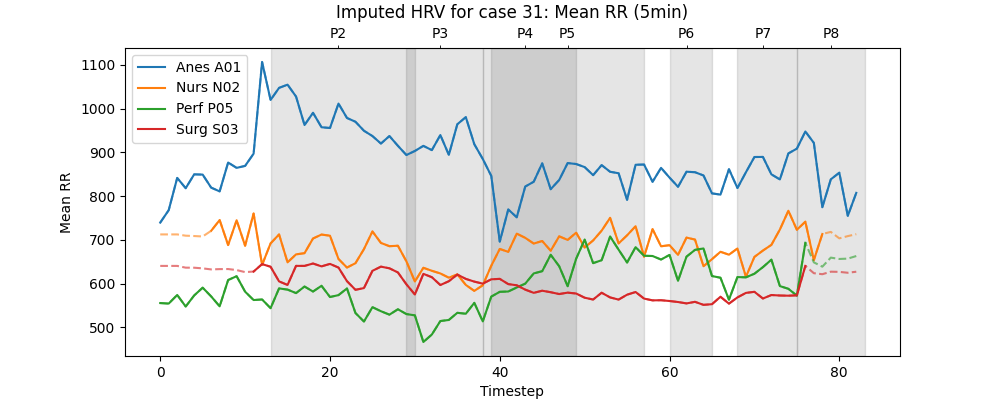 Imputed HRV for case 31: Mean RR (5min)
P2 P3 P4 P5 P6 P7 P8
1100
1000
900
800
700
600
500
Mean RR
Anes A01
Nurs N02
Perf P05
Surg S03
0 20 40 60 80
Timestep